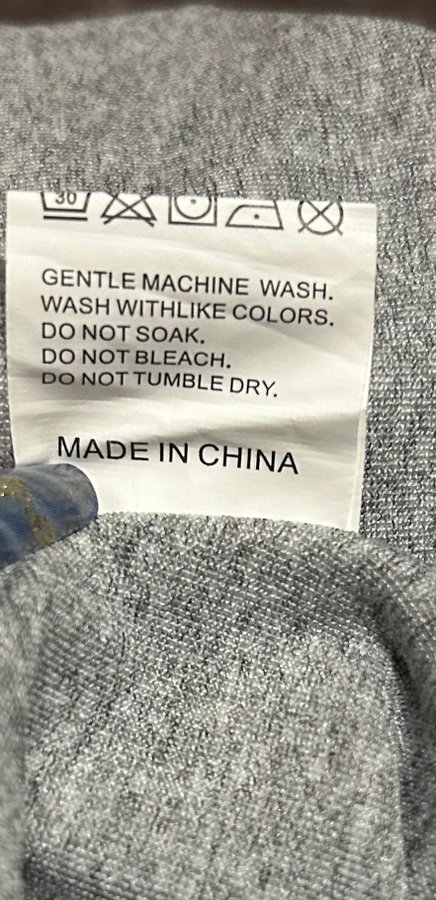 30
GENTLE MACHINE WASH.
WASH WITHLIKE COLORS.
DO NOT SOAK.
DO NOT BLEACH.
DO NOT TUMBLE DRY.
MADE IN CHINA